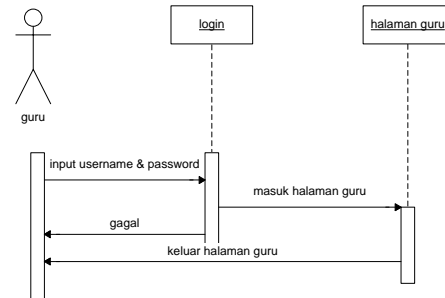 login
halaman guru
guru
input username & password
masuk halaman guru
gagal
keluar halaman guru